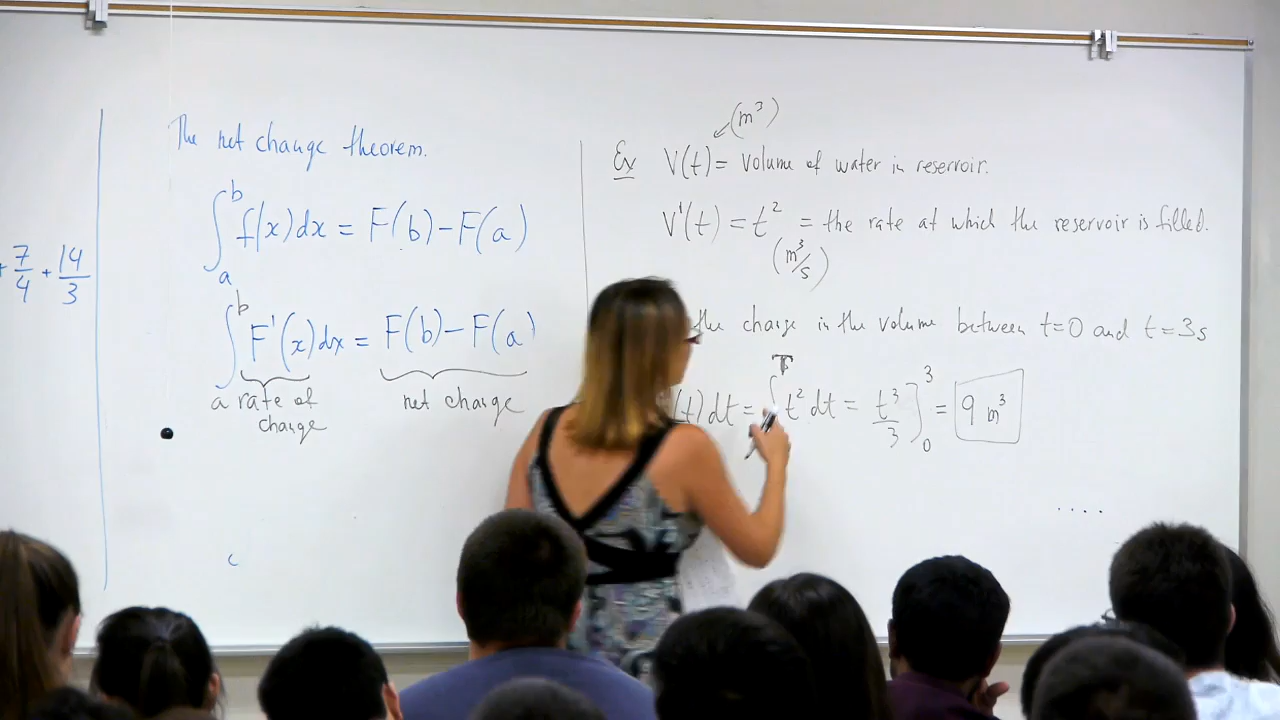 + 7/4 + 14/3
The net change theorem.
∫_a^b f(x)dx = F(b)-F(a)
∫_a^b F'(x)dx = F(b)-F(a)
rate of change
net change
(m³)
Ex V(t) = volume of water in reservoir.
V'(t) = t² = the rate at which the reservoir is filled.
(m³/s)
the change in the volume between t=0 and t=3s
(t)dt = ∫ t² dt = t³/3 ]_0^3 = 9 m³
....